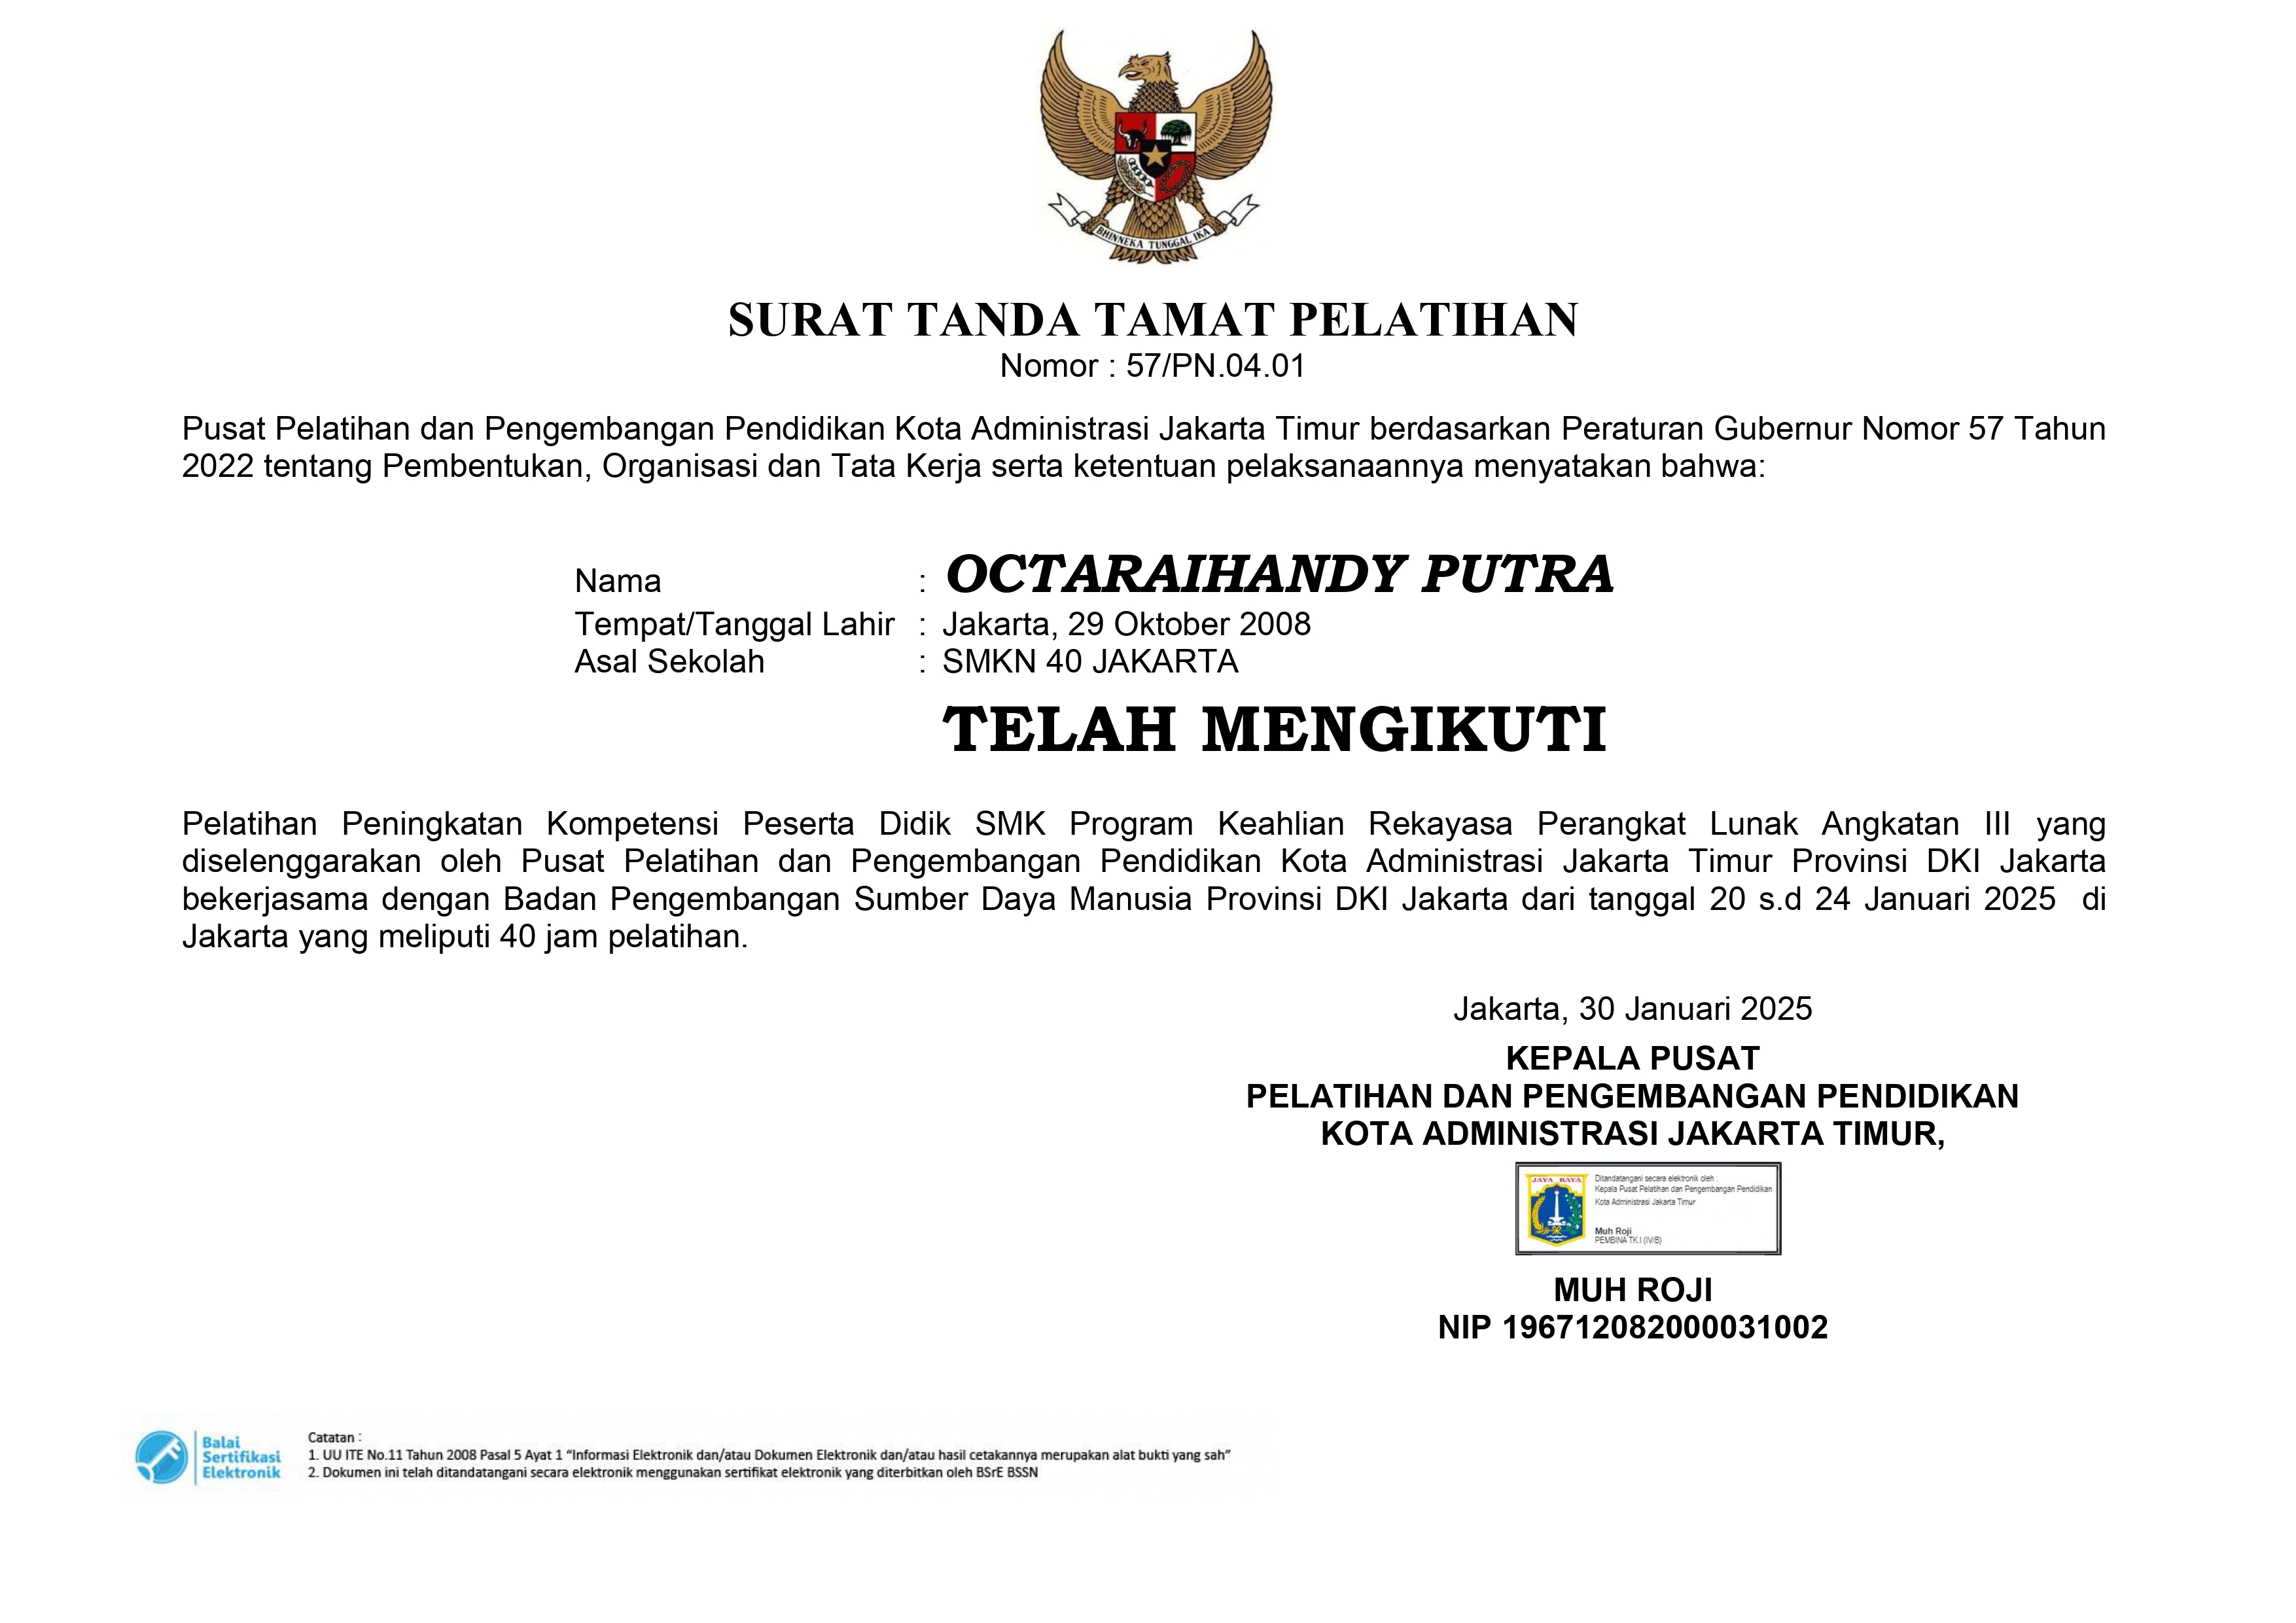 BHINNEKA TUNGGAL IKA
SURAT TANDA TAMAT PELATIHAN
Nomor : 57/PN.04.01
Pusat Pelatihan dan Pengembangan Pendidikan Kota Administrasi Jakarta Timur berdasarkan Peraturan Gubernur Nomor 57 Tahun
2022 tentang Pembentukan, Organisasi dan Tata Kerja serta ketentuan pelaksanaannya menyatakan bahwa:
Nama : OCTARAIHANDY PUTRA
Tempat/Tanggal Lahir : Jakarta, 29 Oktober 2008
Asal Sekolah : SMKN 40 JAKARTA
TELAH MENGIKUTI
Pelatihan Peningkatan Kompetensi Peserta Didik SMK Program Keahlian Rekayasa Perangkat Lunak Angkatan III yang
diselenggarakan oleh Pusat Pelatihan dan Pengembangan Pendidikan Kota Administrasi Jakarta Timur Provinsi DKI Jakarta
bekerjasama dengan Badan Pengembangan Sumber Daya Manusia Provinsi DKI Jakarta dari tanggal 20 s.d 24 Januari 2025 di
Jakarta yang meliputi 40 jam pelatihan.
Jakarta, 30 Januari 2025
KEPALA PUSAT
PELATIHAN DAN PENGEMBANGAN PENDIDIKAN
KOTA ADMINISTRASI JAKARTA TIMUR,
JAYA RAYA
Ditandatangani secara elektronik oleh :
Kepala Pusat Pelatihan dan Pengembangan Pendidikan
Kota Administrasi Jakarta Timur
Muh Roji
PEMBINA TK.I (IV/B)
MUH ROJI
NIP 196712082000031002
Balai
Sertifikasi
Elektronik
Catatan :
1. UU ITE No.11 Tahun 2008 Pasal 5 Ayat 1 “Informasi Elektronik dan/atau Dokumen Elektronik dan/atau hasil cetakannya merupakan alat bukti yang sah”
2. Dokumen ini telah ditandatangani secara elektronik menggunakan sertifikat elektronik yang diterbitkan oleh BSrE BSSN